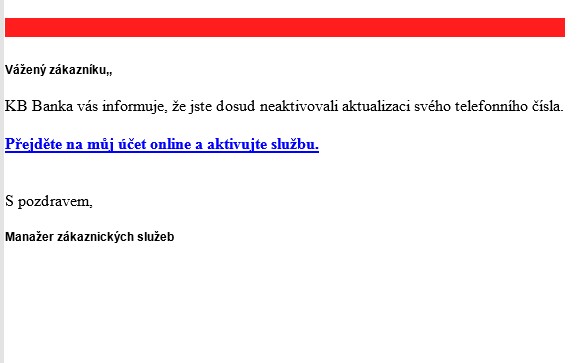 Vážený zákazníku,,
KB Banka vás informuje, že jste dosud neaktivovali aktualizaci svého telefonního čísla.
Přejděte na můj účet online a aktivujte službu.
S pozdravem,
Manažer zákaznických služeb